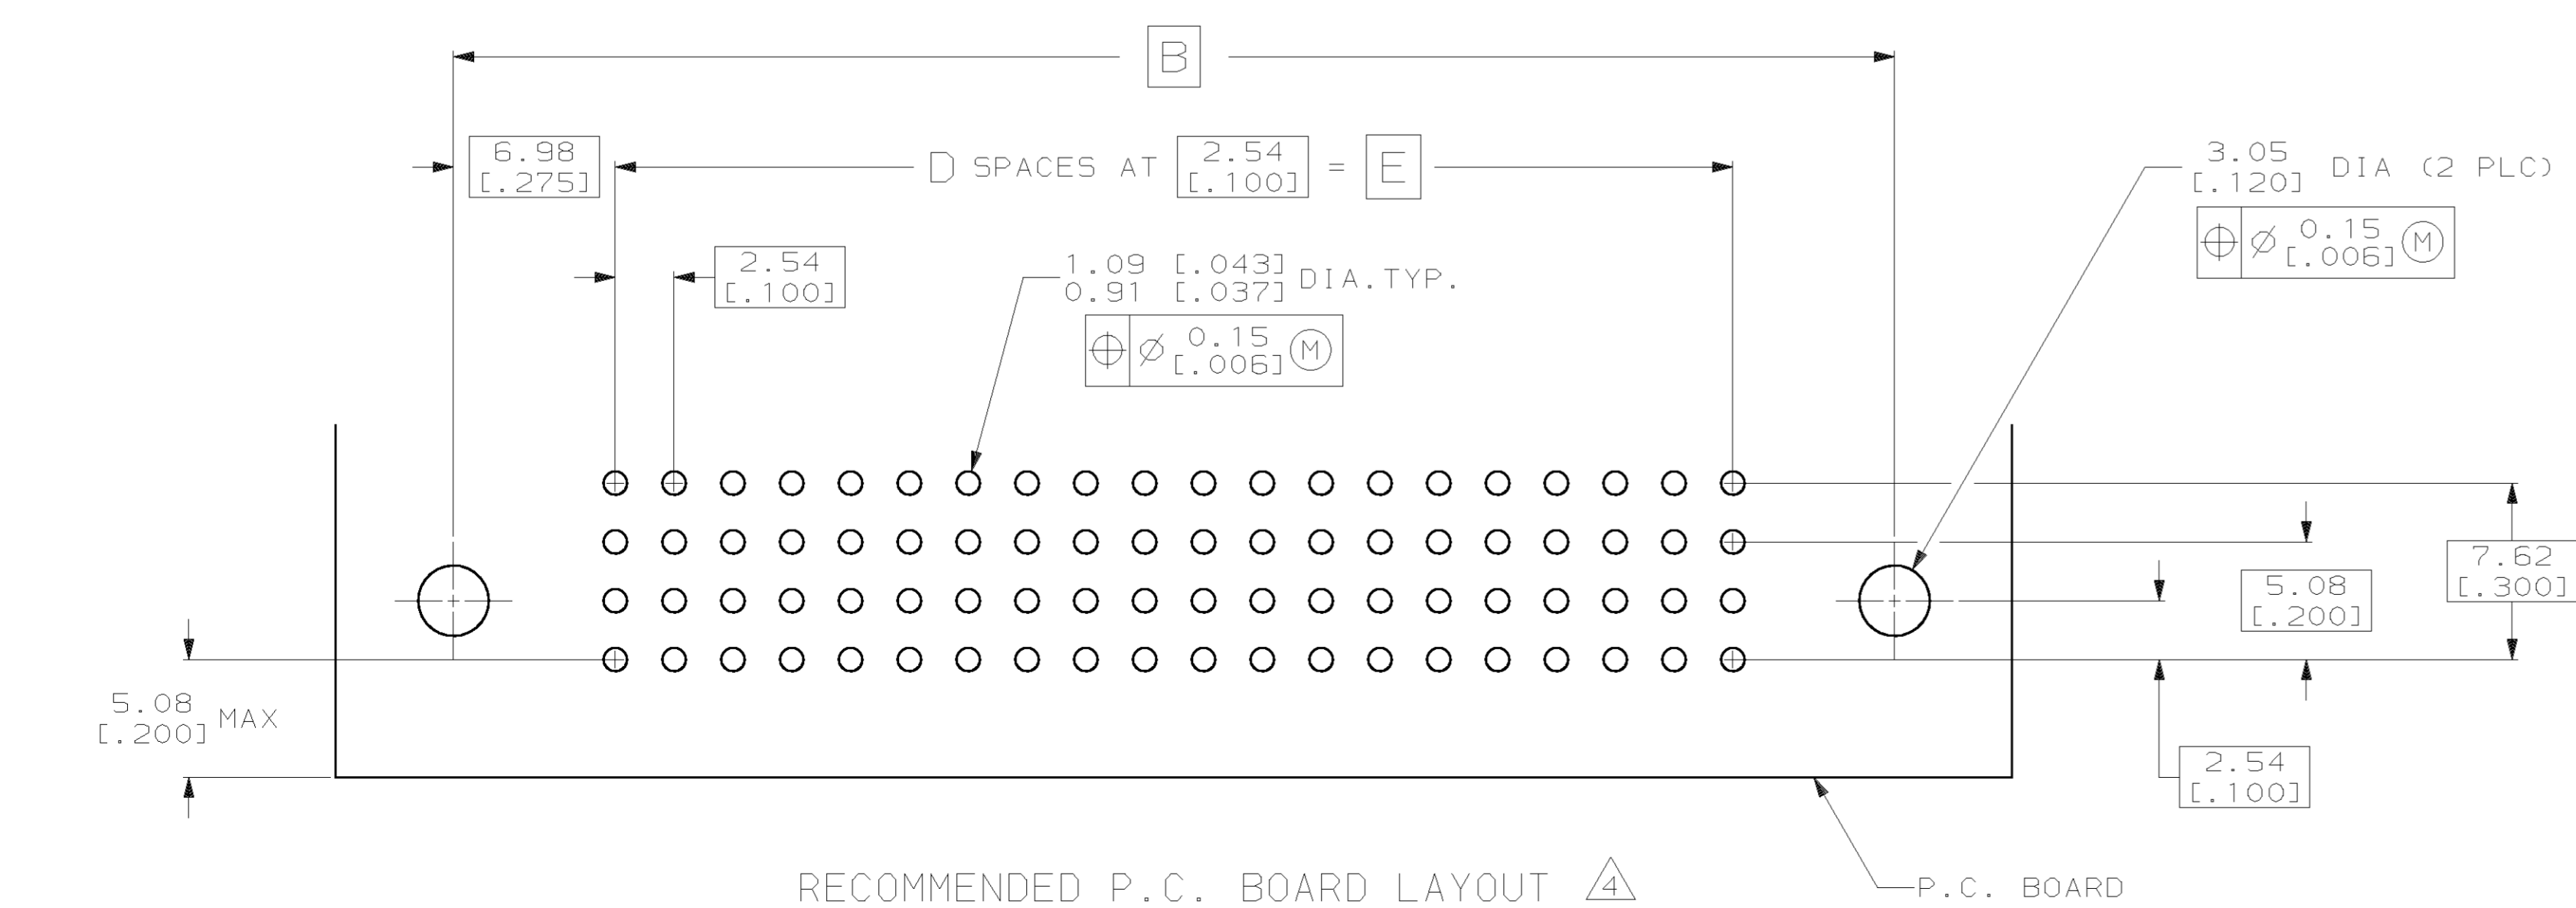 B
6.98
[.275]
D SPACES AT 2.54 [.100] = E
3.05
[.120] DIA (2 PLC)
⌖ ⌀ 0.15 [.006] Ⓜ
2.54
[.100]
1.09 [.043]
0.91 [.037] DIA.TYP.
⌖ ⌀ 0.15 [.006] Ⓜ
7.62
[.300]
5.08
[.200]
5.08
[.200] MAX
2.54
[.100]
RECOMMENDED P.C. BOARD LAYOUT 4
P.C. BOARD